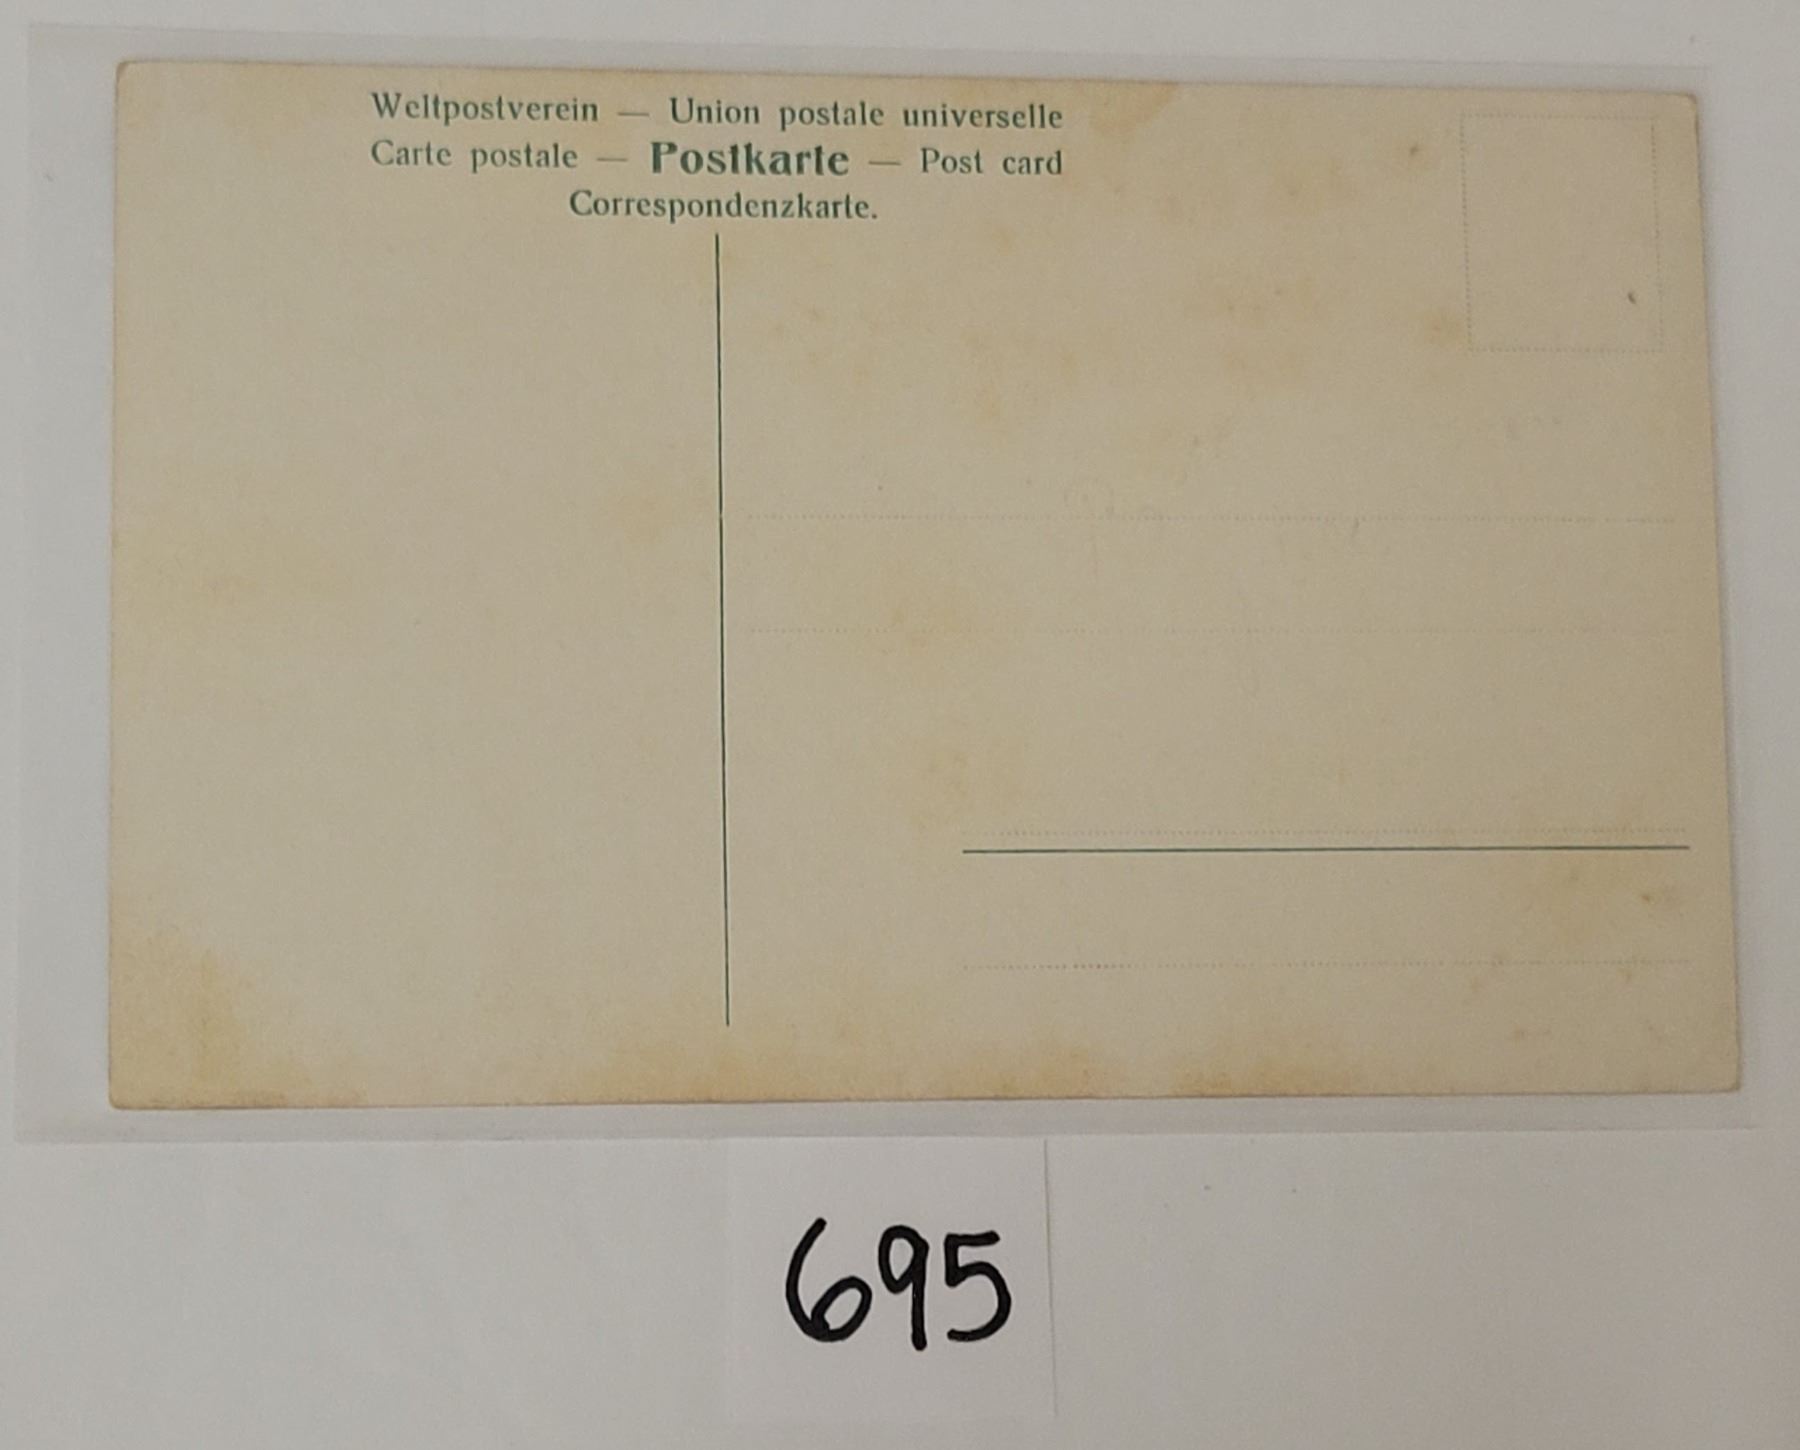 Weltpostverein — Union postale universelle
Carte postale — Postkarte — Post card
Correspondenzkarte.
695